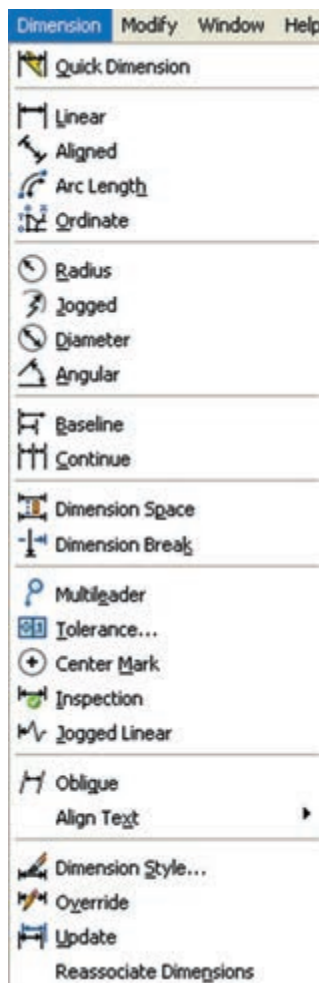 Dimension Modify Window Help
Quick Dimension
Linear
Aligned
Arc Length
Ordinate
Radius
Jogged
Diameter
Angular
Baseline
Continue
Dimension Space
Dimension Break
Multileader
Tolerance...
Center Mark
Inspection
Jogged Linear
Oblique
Align Text
Dimension Style...
Override
Update
Reassociate Dimensions